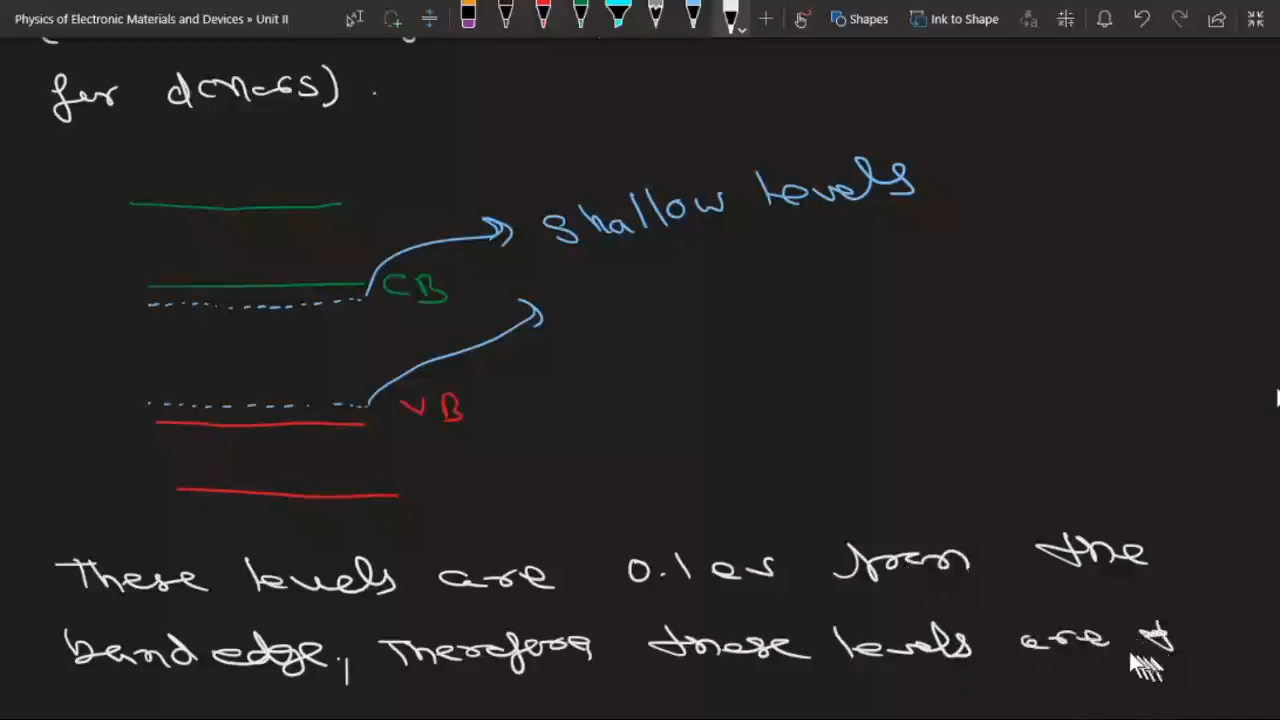 Physics of Electronic Materials and Devices » Unit II
Shapes
Ink to Shape
for donors) .
shallow levels
CB
VB
These levels are 0.1 ev from the
band edge, Therefore these levels are